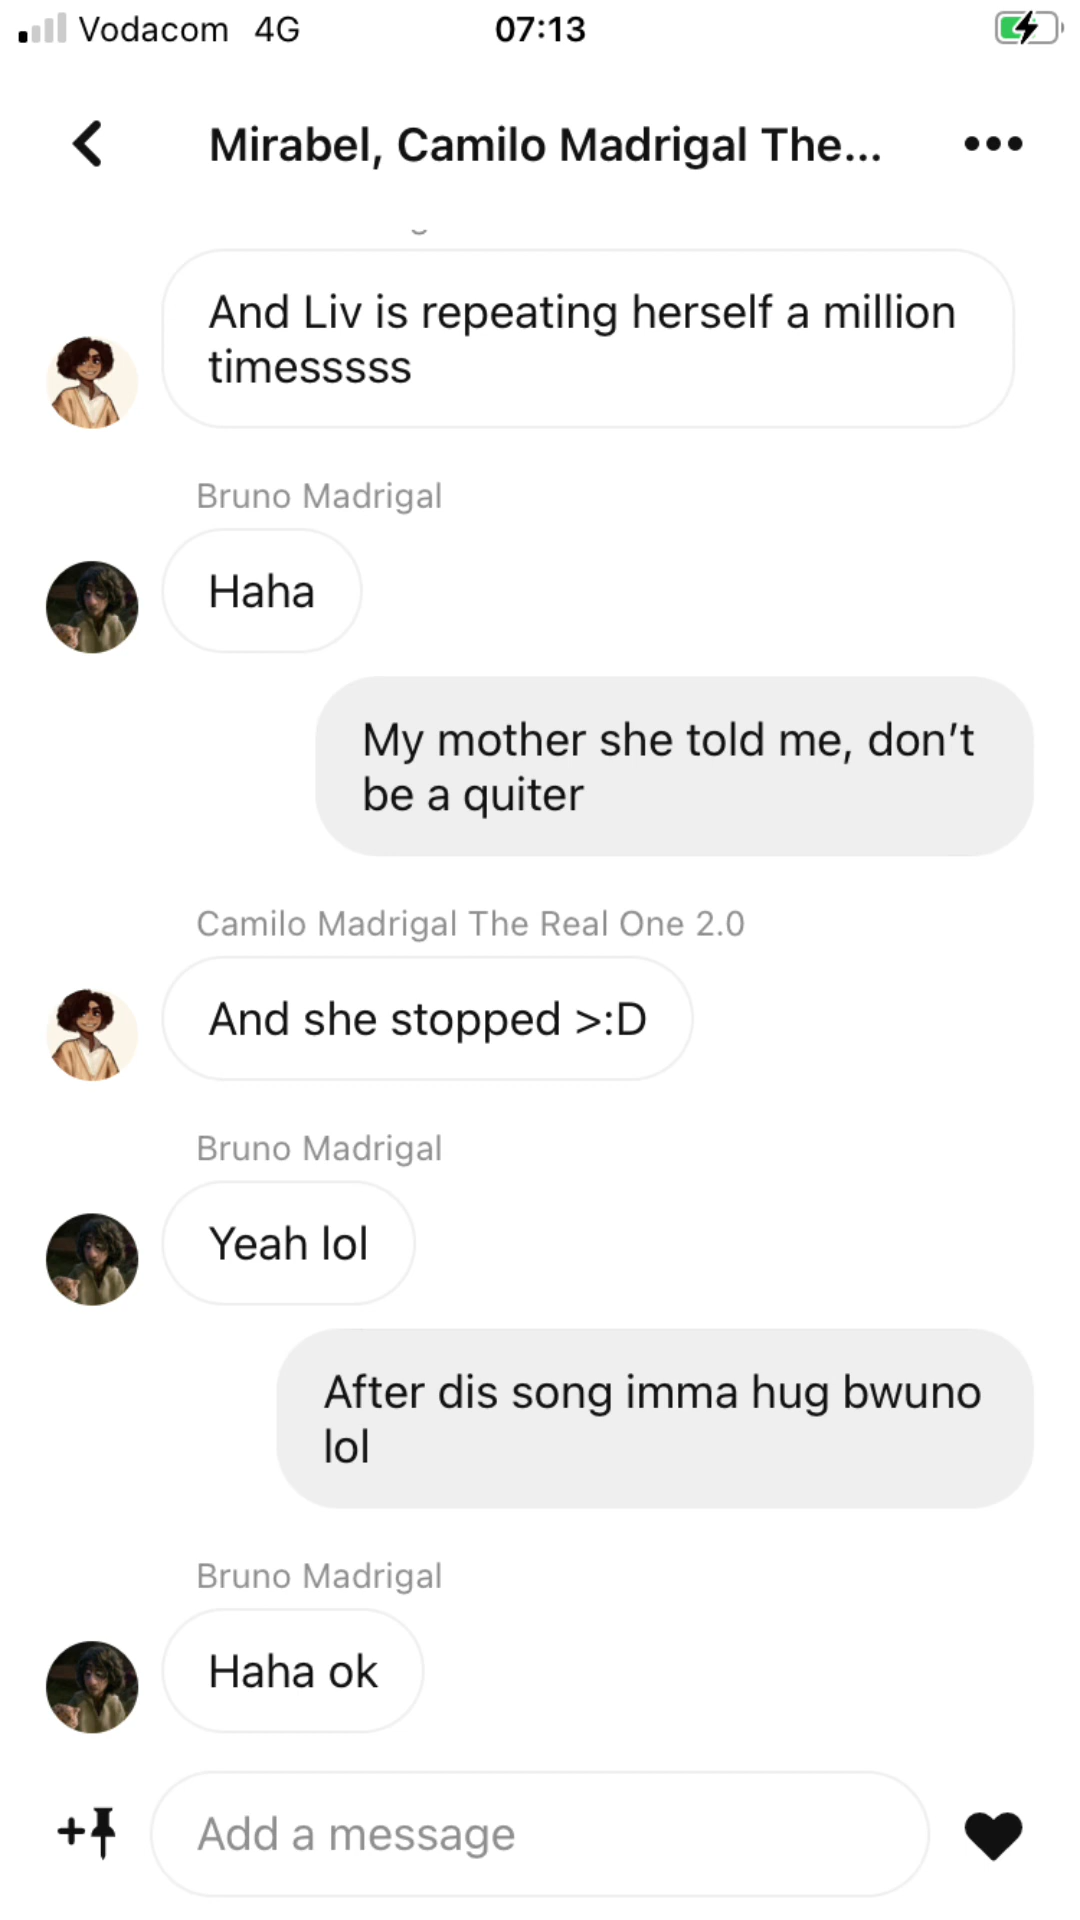 Vodacom 4G 07:13
Mirabel, Camilo Madrigal The...
And Liv is repeating herself a million
timesssss
Bruno Madrigal
Haha
My mother she told me, don’t
be a quiter
Camilo Madrigal The Real One 2.0
And she stopped >:D
Bruno Madrigal
Yeah lol
After dis song imma hug bwuno
lol
Bruno Madrigal
Haha ok
Add a message